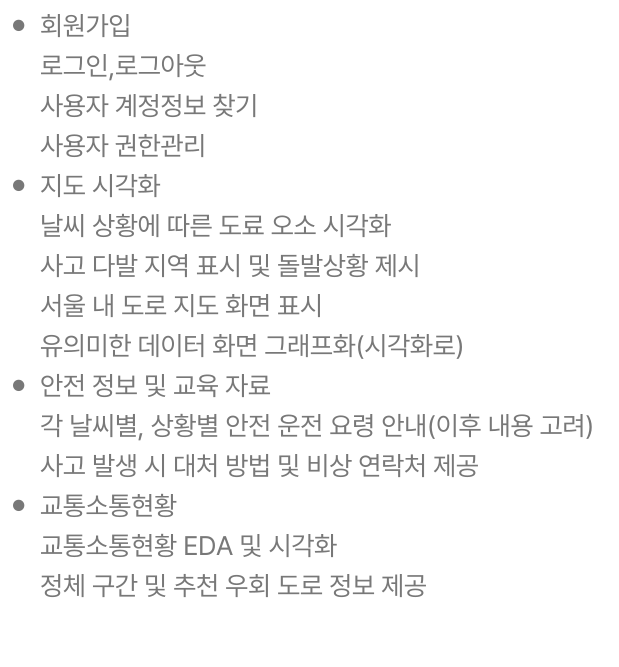 • 회원가입
로그인,로그아웃
사용자 계정정보 찾기
사용자 권한관리
• 지도 시각화
날씨 상황에 따른 도료 오소 시각화
사고 다발 지역 표시 및 돌발상황 제시
서울 내 도로 지도 화면 표시
유의미한 데이터 화면 그래프화(시각화로)
• 안전 정보 및 교육 자료
각 날씨별, 상황별 안전 운전 요령 안내(이후 내용 고려)
사고 발생 시 대처 방법 및 비상 연락처 제공
• 교통소통현황
교통소통현황 EDA 및 시각화
정체 구간 및 추천 우회 도로 정보 제공